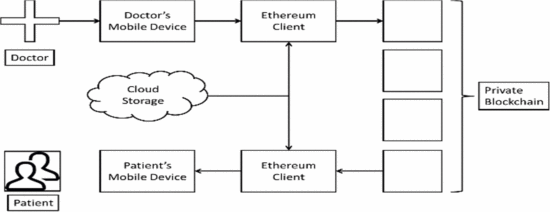 Doctor's
Mobile Device
Ethereum
Client
Doctor
Cloud
Storage
Private
Blockchain
Patient's
Mobile Device
Ethereum
Client
Patient